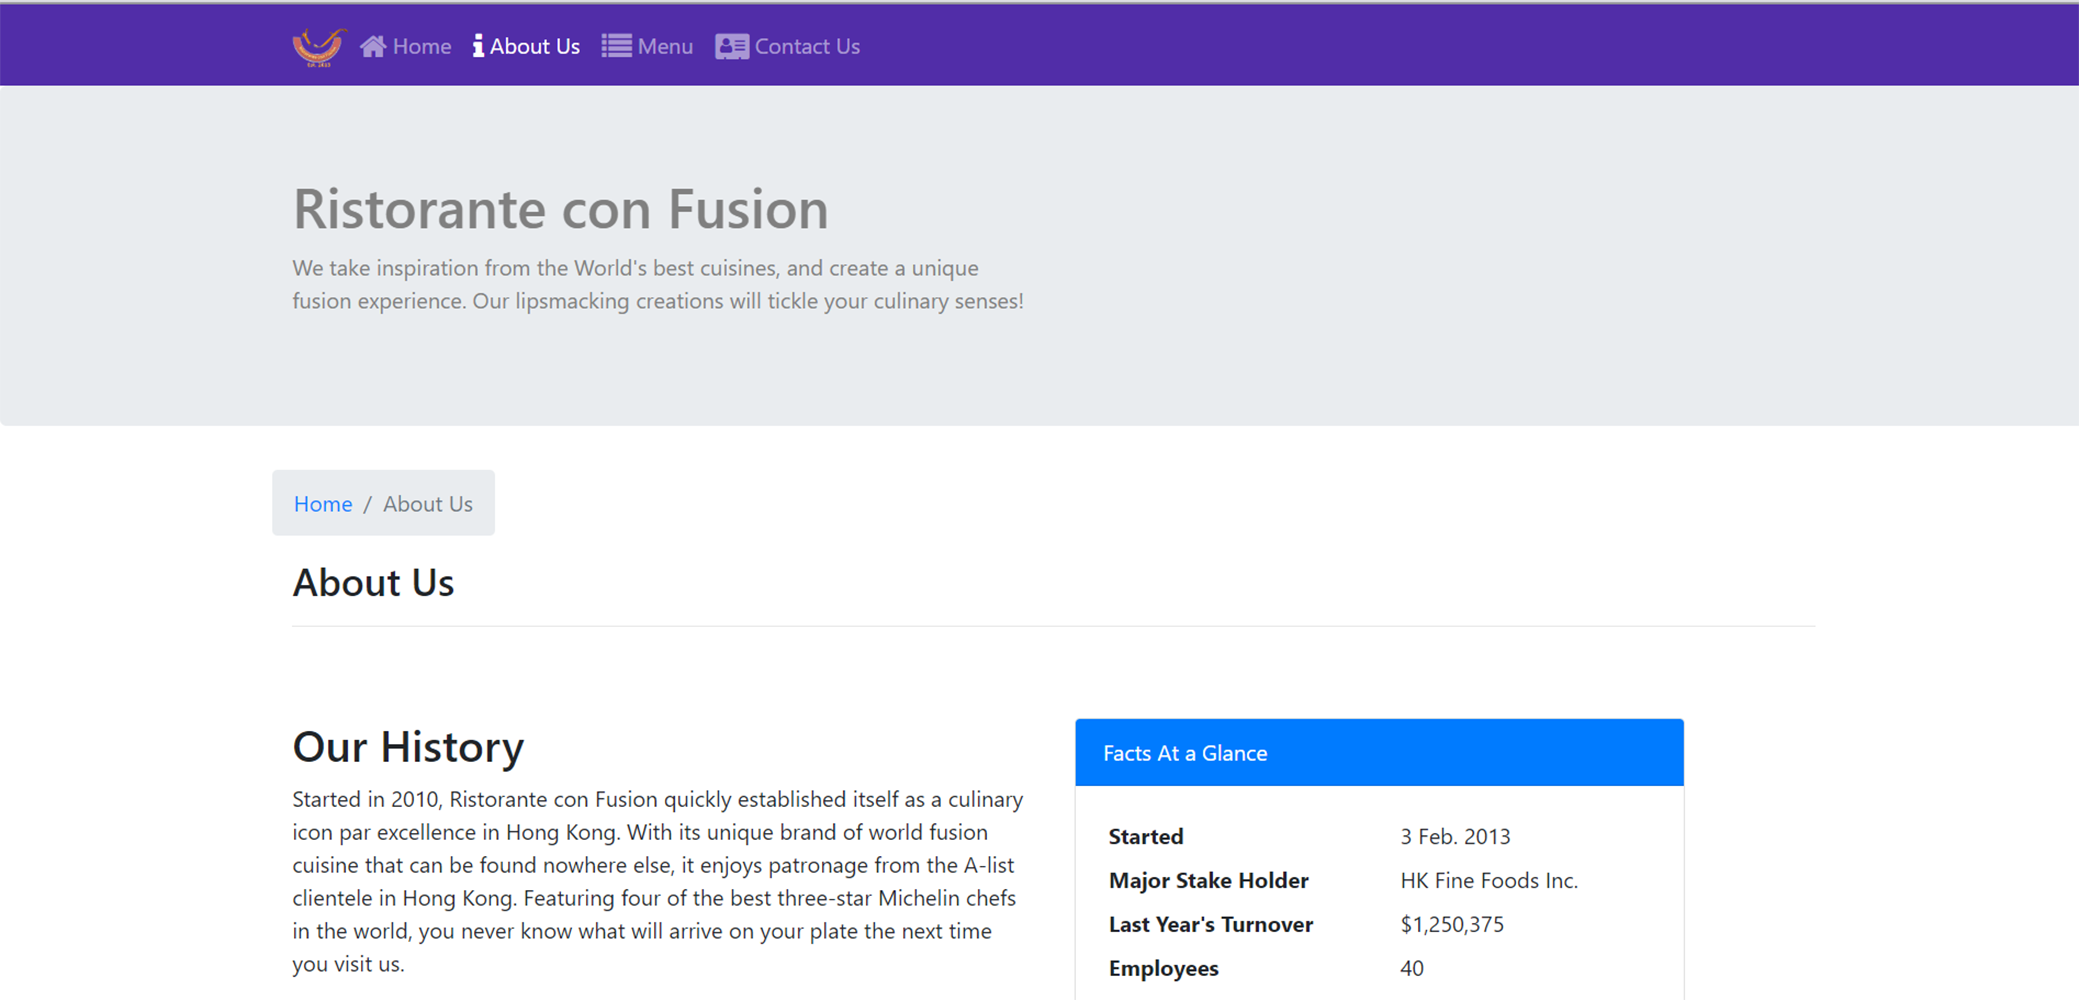 Home About Us Menu Contact Us
Ristorante con Fusion
We take inspiration from the World's best cuisines, and create a unique
fusion experience. Our lipsmacking creations will tickle your culinary senses!
Home / About Us
About Us
Our History
Started in 2010, Ristorante con Fusion quickly established itself as a culinary
icon par excellence in Hong Kong. With its unique brand of world fusion
cuisine that can be found nowhere else, it enjoys patronage from the A-list
clientele in Hong Kong. Featuring four of the best three-star Michelin chefs
in the world, you never know what will arrive on your plate the next time
you visit us.
Facts At a Glance
Started 3 Feb. 2013
Major Stake Holder HK Fine Foods Inc.
Last Year's Turnover $1,250,375
Employees 40